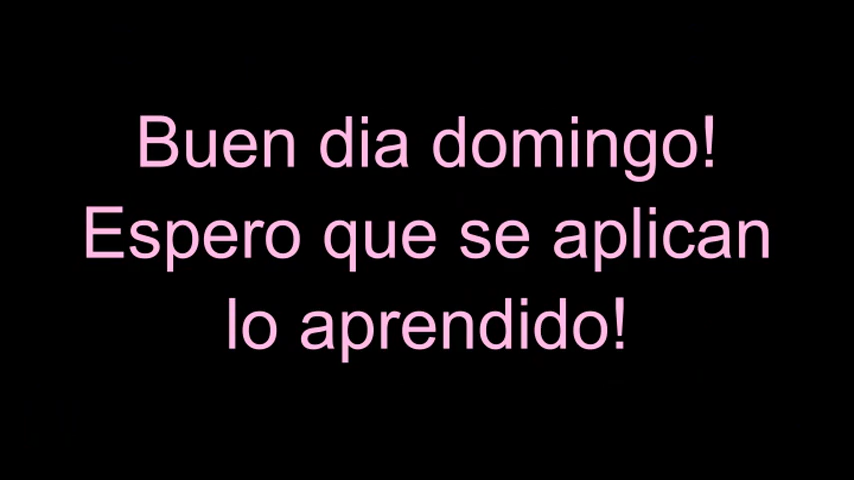 Buen dia domingo!
Espero que se aplican
lo aprendido!